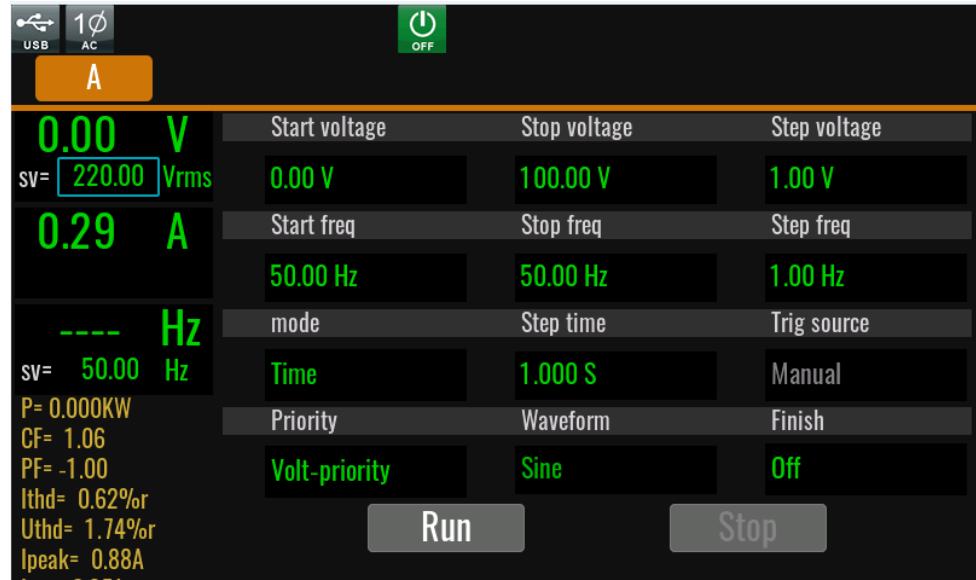 USB
1Ø
AC
OFF
A
0.00 V
sv= 220.00 Vrms
0.29 A
---- Hz
sv= 50.00 Hz
P= 0.000KW
CF= 1.06
PF= -1.00
Ithd= 0.62%r
Uthd= 1.74%r
Ipeak= 0.88A
Start voltage Stop voltage Step voltage
0.00 V 100.00 V 1.00 V
Start freq Stop freq Step freq
50.00 Hz 50.00 Hz 1.00 Hz
mode Step time Trig source
Time 1.000 S Manual
Priority Waveform Finish
Volt-priority Sine Off
Run Stop